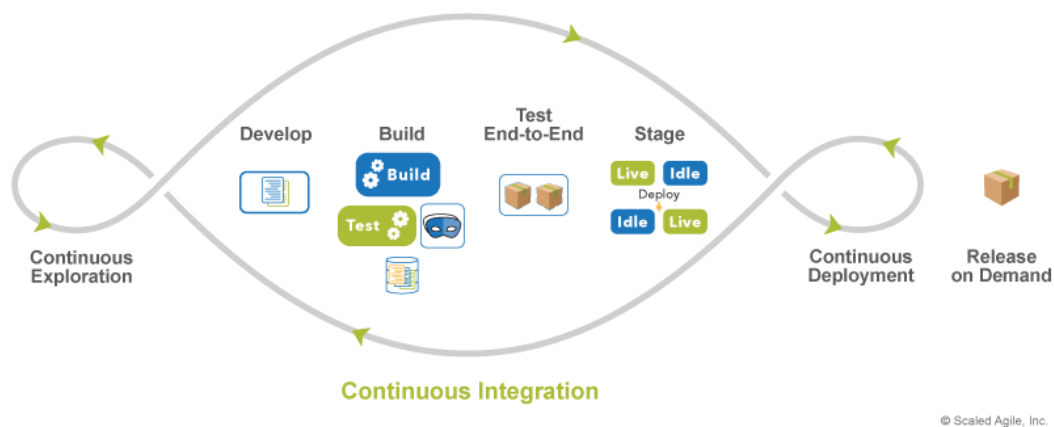 Develop
Build
Test
End-to-End
Stage
Build
Test
Live
Idle
Deploy
Idle
Live
Continuous
Exploration
Continuous
Deployment
Release
on Demand
Continuous Integration
© Scaled Agile, Inc.